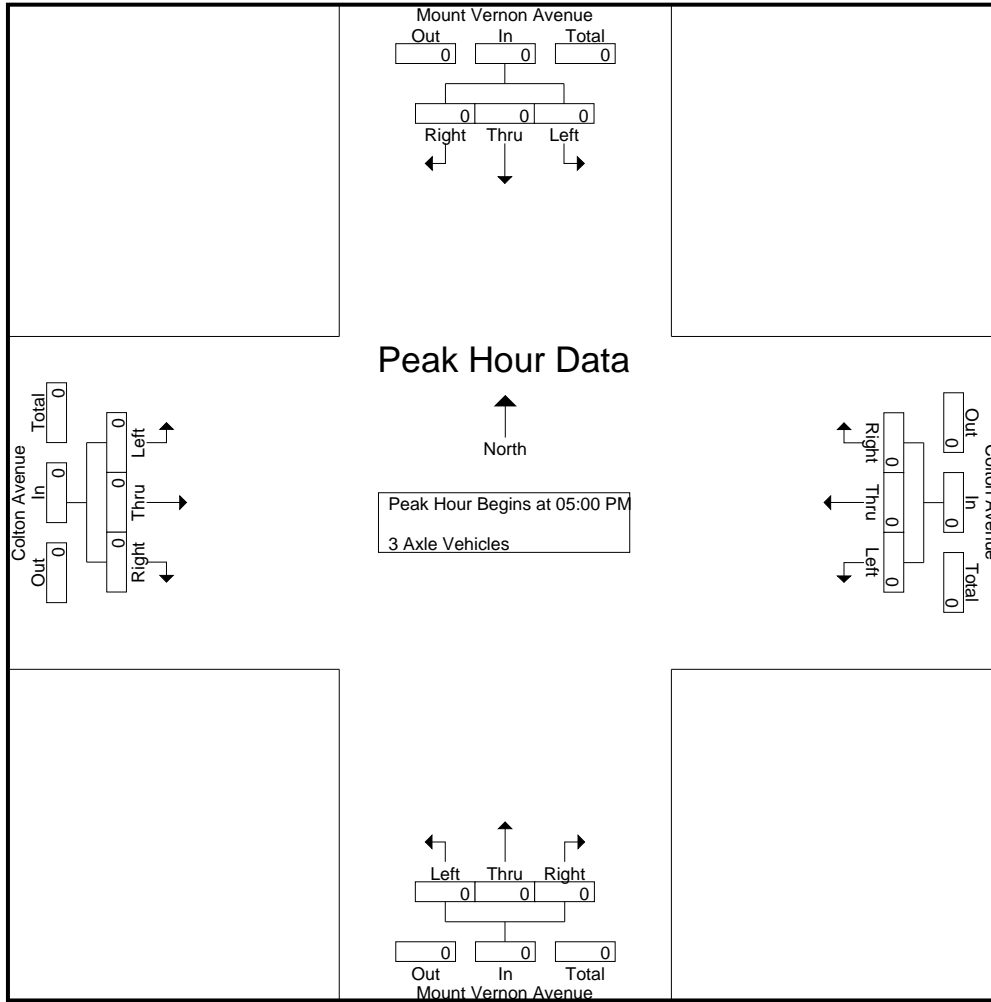 Mount Vernon Avenue
Out In Total
0 0 0
0 0 0
Right Thru Left
Peak Hour Data
North
Peak Hour Begins at 05:00 PM
3 Axle Vehicles
Colton Avenue
Total In Out
0 0 0
0 0 0
Left Thru Right
Right Thru Left
0 0 0
0 0 0
Out In Total
Colton Avenue
Left Thru Right
0 0 0
0 0 0
Out In Total
Mount Vernon Avenue